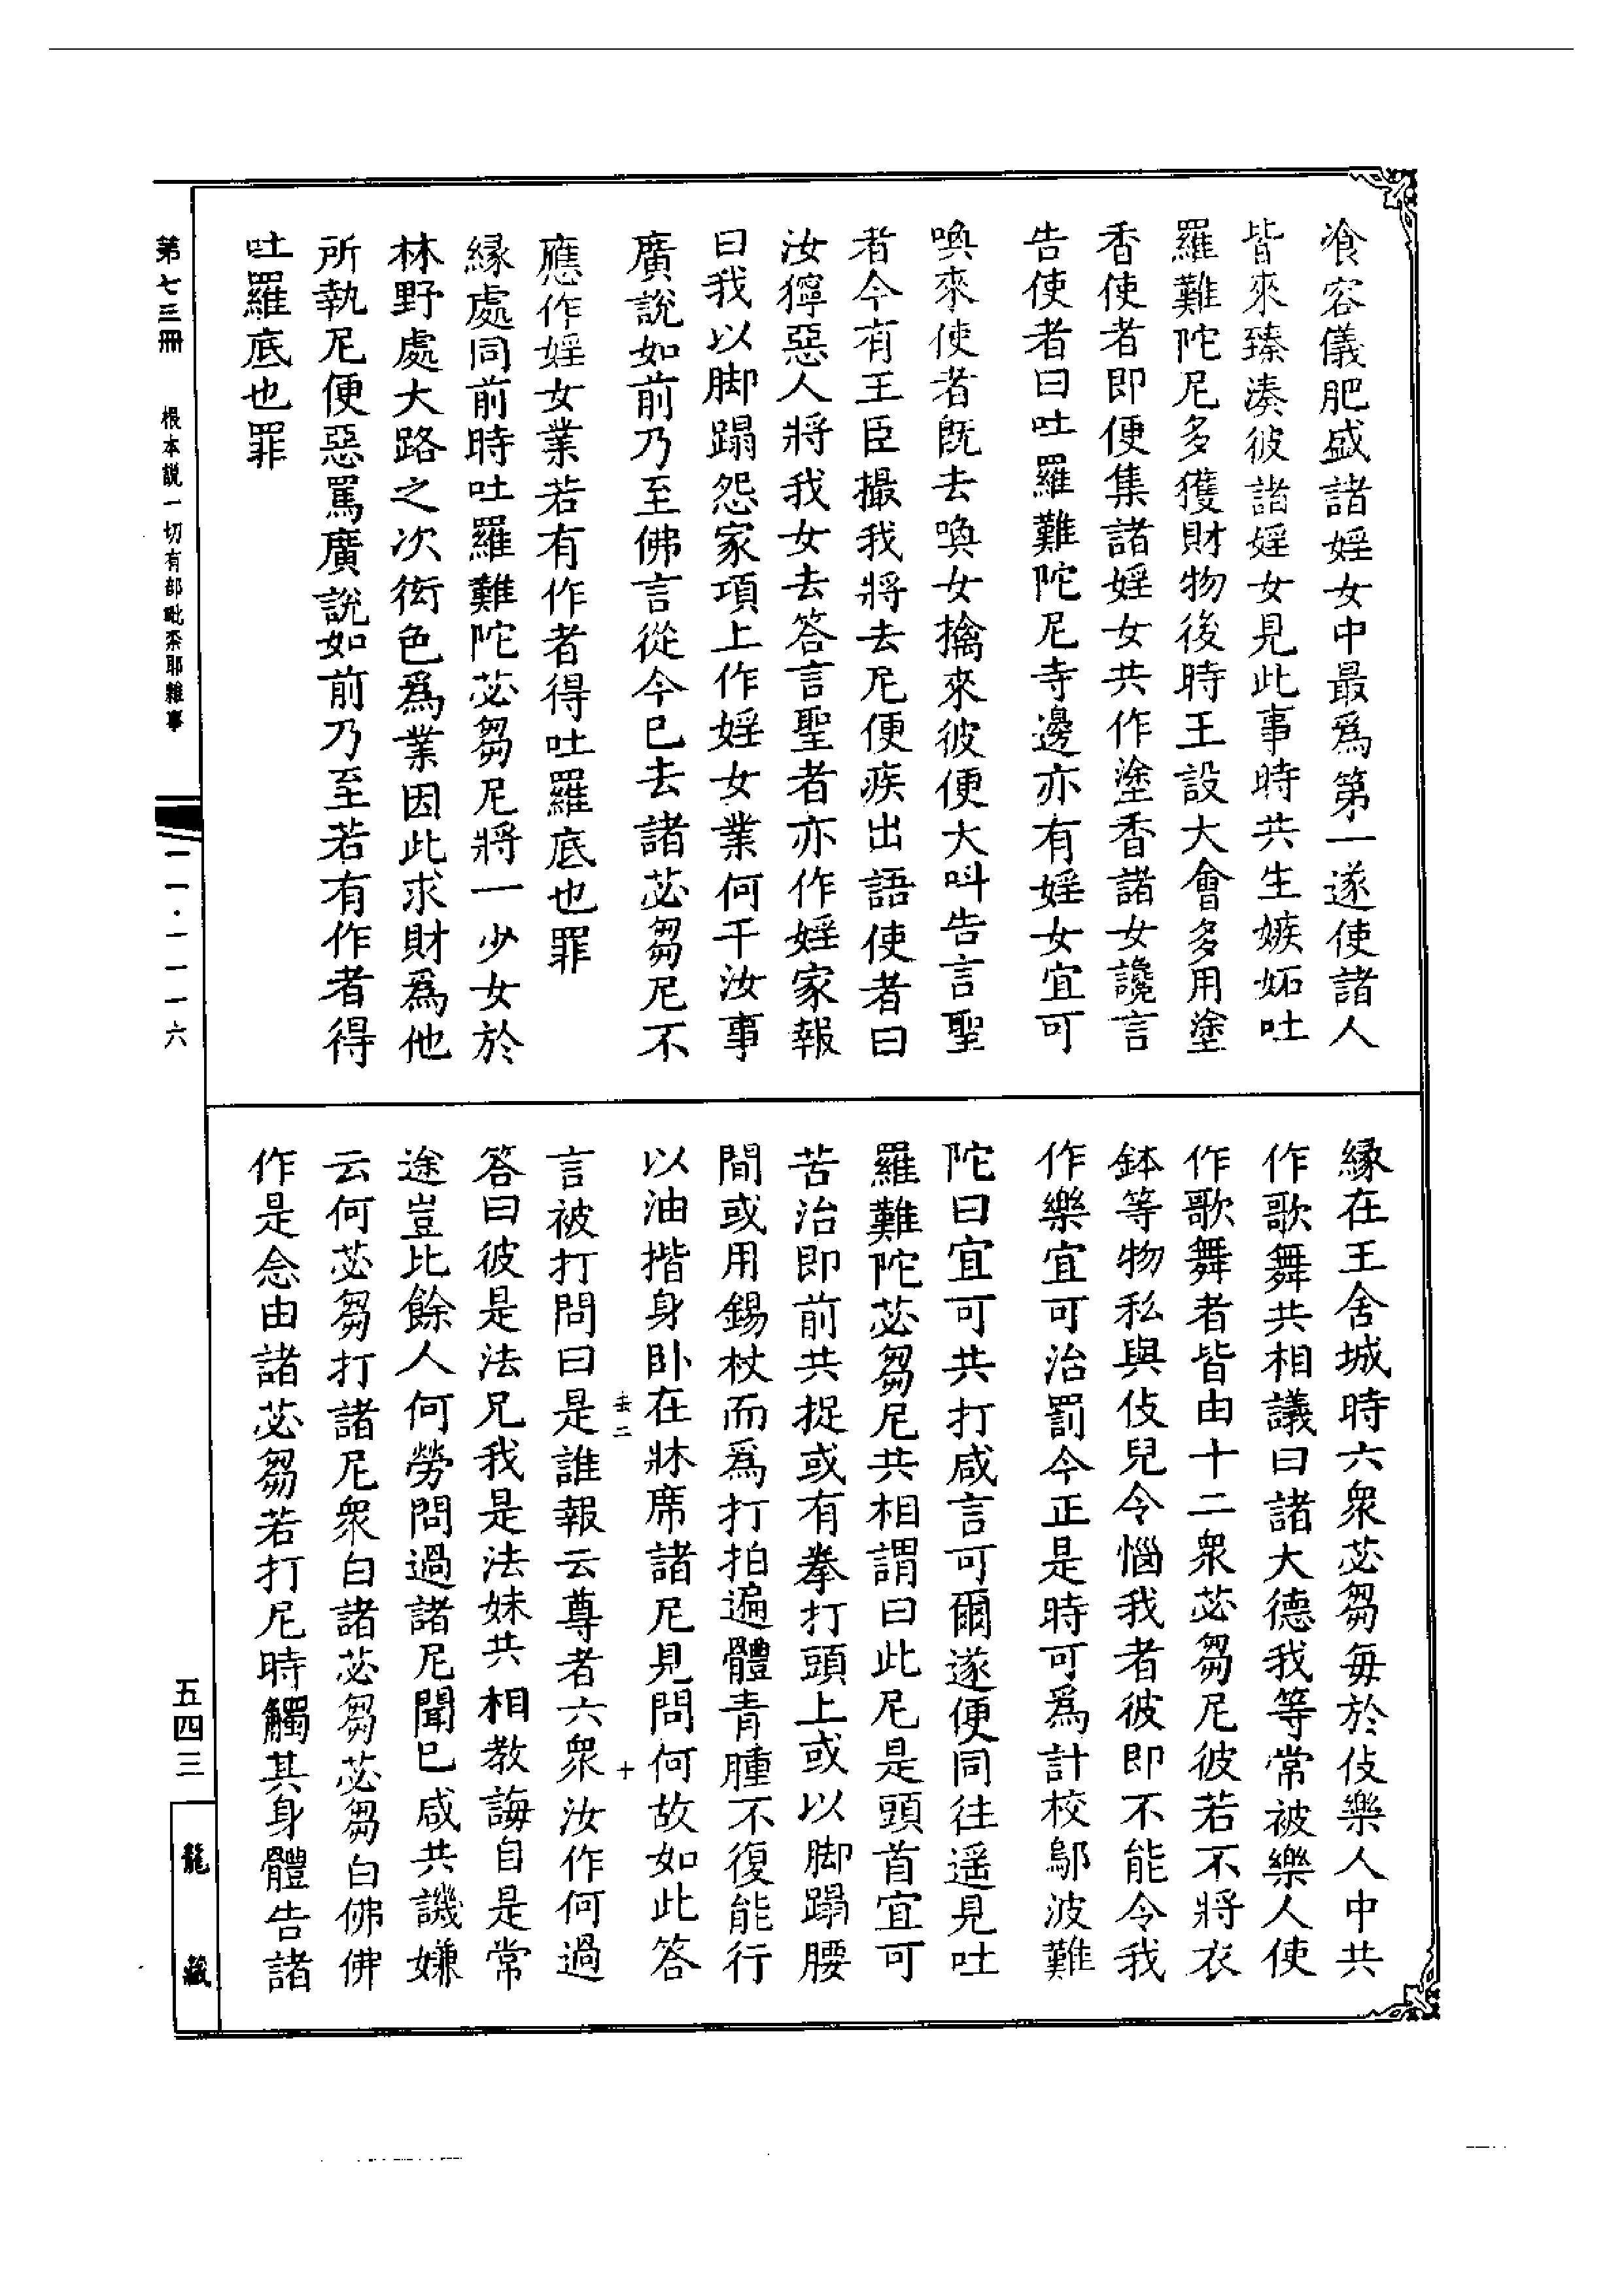 飡容儀肥盛諸婬女中最爲第一遂使諸人
皆來臻湊彼諸婬女見此事時共生嫉妬吐
羅難陀尼多獲財物後時王設大會多用塗
香使者即便集諸婬女共作塗香諸女讒言
告使者曰吐羅難陀尼寺邊亦有婬女宜可
喚來使者旣去喚女擒來彼便大叫告言聖
者今有王臣撮我將去尼便疾出語使者曰
汝獰惡人將我女去答言聖者亦作婬家報
曰我以脚蹋怨家項上作婬女業何干汝事
廣說如前乃至佛言從今已去諸苾芻尼不
應作婬女業若有作者得吐羅底也罪
緣處同前時吐羅難陀苾芻尼將一少女於
林野處大路之次衒色爲業因此求財爲他
所執尼便惡罵廣說如前乃至若有作者得
吐羅底也罪
緣在王舍城時六衆苾芻每於伎樂人中共
作歌舞共相議曰諸大德我等常被樂人使
作歌舞者皆由十二衆苾芻尼彼若不將衣
鉢等物私與伎兒令惱我者彼即不能令我
作樂宜可治罰今正是時可爲計校鄔波難
陀曰宜可共打咸言可爾遂便同往遥見吐
羅難陀苾芻尼共相謂曰此尼是頭首宜可
苦治即前共捉或有拳打頭上或以脚蹋腰
間或用錫杖而爲打拍遍體青腫不復能行
以油揩身卧在牀席諸尼見問何故如此答
言被打問曰是誰報云尊者六衆汝作何過
答曰彼是法兄我是法妹共相教誨自是常
途豈比餘人何勞問過諸尼聞已咸共譏嫌
云何苾芻打諸尼衆白諸苾芻苾芻白佛佛
作是念由諸苾芻若打尼時觸其身體告諸
第七三冊　根本說一切有部毗柰耶雜事
一一·一一一六
五四三
龍藏